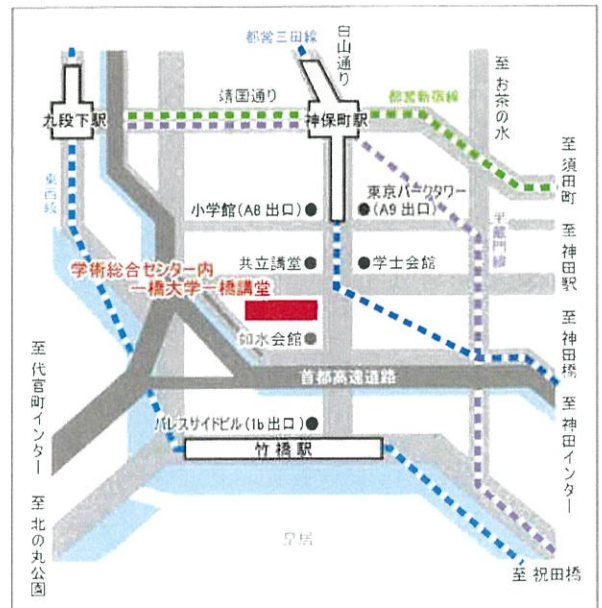 都営三田線
白山通り
至 お茶の水
靖国通り
都営新宿線
九段下駅
神保町駅
至 須田町
東西線
小学館(A8 出口)
東京パークタワー
(A9 出口)
半蔵門線
至 神田駅
共立講堂
学士会館
学術総合センター内
一橋大学一橋講堂
如水会館
至 神田橋
首都高速道路
至 代官町インター
パレスサイドビル(1b 出口)
竹橋駅
至 神田インター
皇居
至 北の丸公園
至 祝田橋